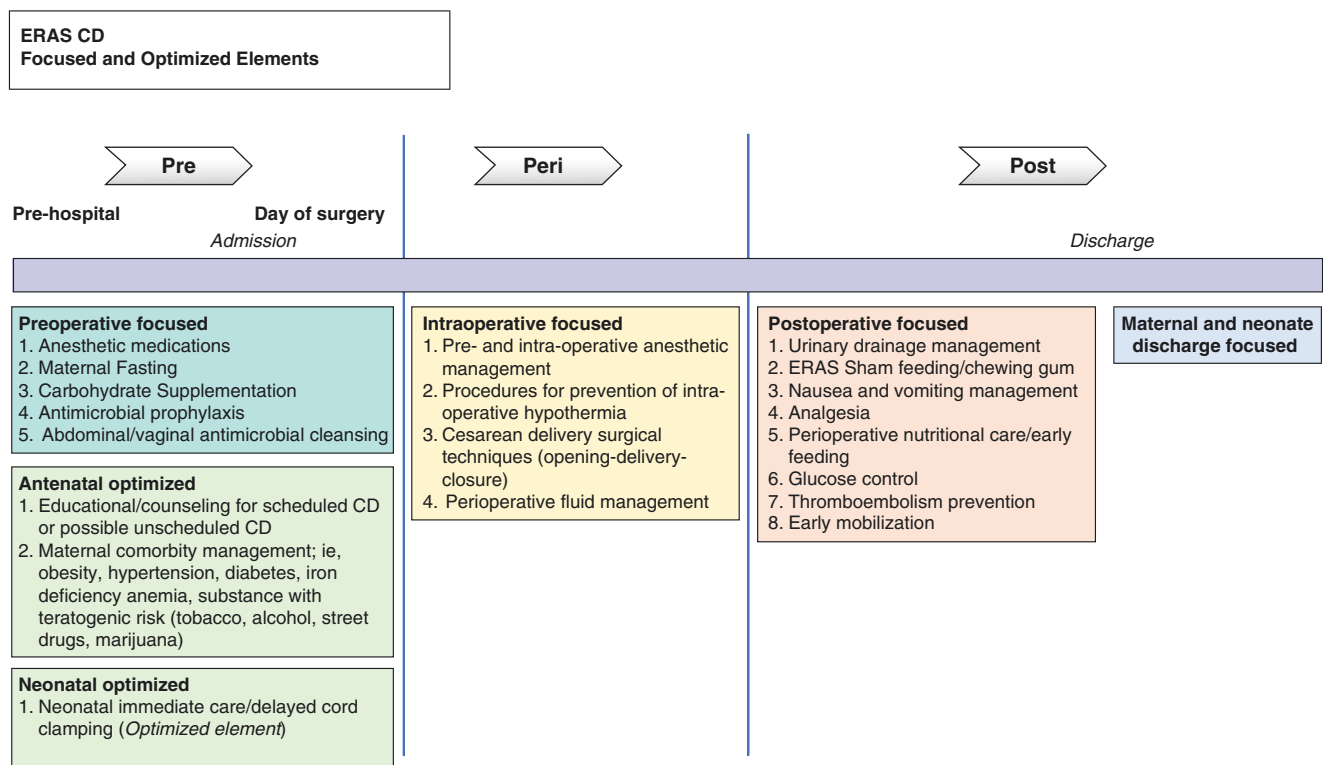 ERAS CD
Focused and Optimized Elements
Pre
Peri
Post
Pre-hospital
Day of surgery
Admission
Discharge
Preoperative focused
1. Anesthetic medications
2. Maternal Fasting
3. Carbohydrate Supplementation
4. Antimicrobial prophylaxis
5. Abdominal/vaginal antimicrobial cleansing
Antenatal optimized
1. Educational/counseling for scheduled CD
or possible unscheduled CD
2. Maternal comorbity management; ie,
obesity, hypertension, diabetes, iron
deficiency anemia, substance with
teratogenic risk (tobacco, alcohol, street
drugs, marijuana)
Neonatal optimized
1. Neonatal immediate care/delayed cord
clamping (Optimized element)
Intraoperative focused
1. Pre- and intra-operative anesthetic
management
2. Procedures for prevention of intra-
operative hypothermia
3. Cesarean delivery surgical
techniques (opening-delivery-
closure)
4. Perioperative fluid management
Postoperative focused
1. Urinary drainage management
2. ERAS Sham feeding/chewing gum
3. Nausea and vomiting management
4. Analgesia
5. Perioperative nutritional care/early
feeding
6. Glucose control
7. Thromboembolism prevention
8. Early mobilization
Maternal and neonate
discharge focused